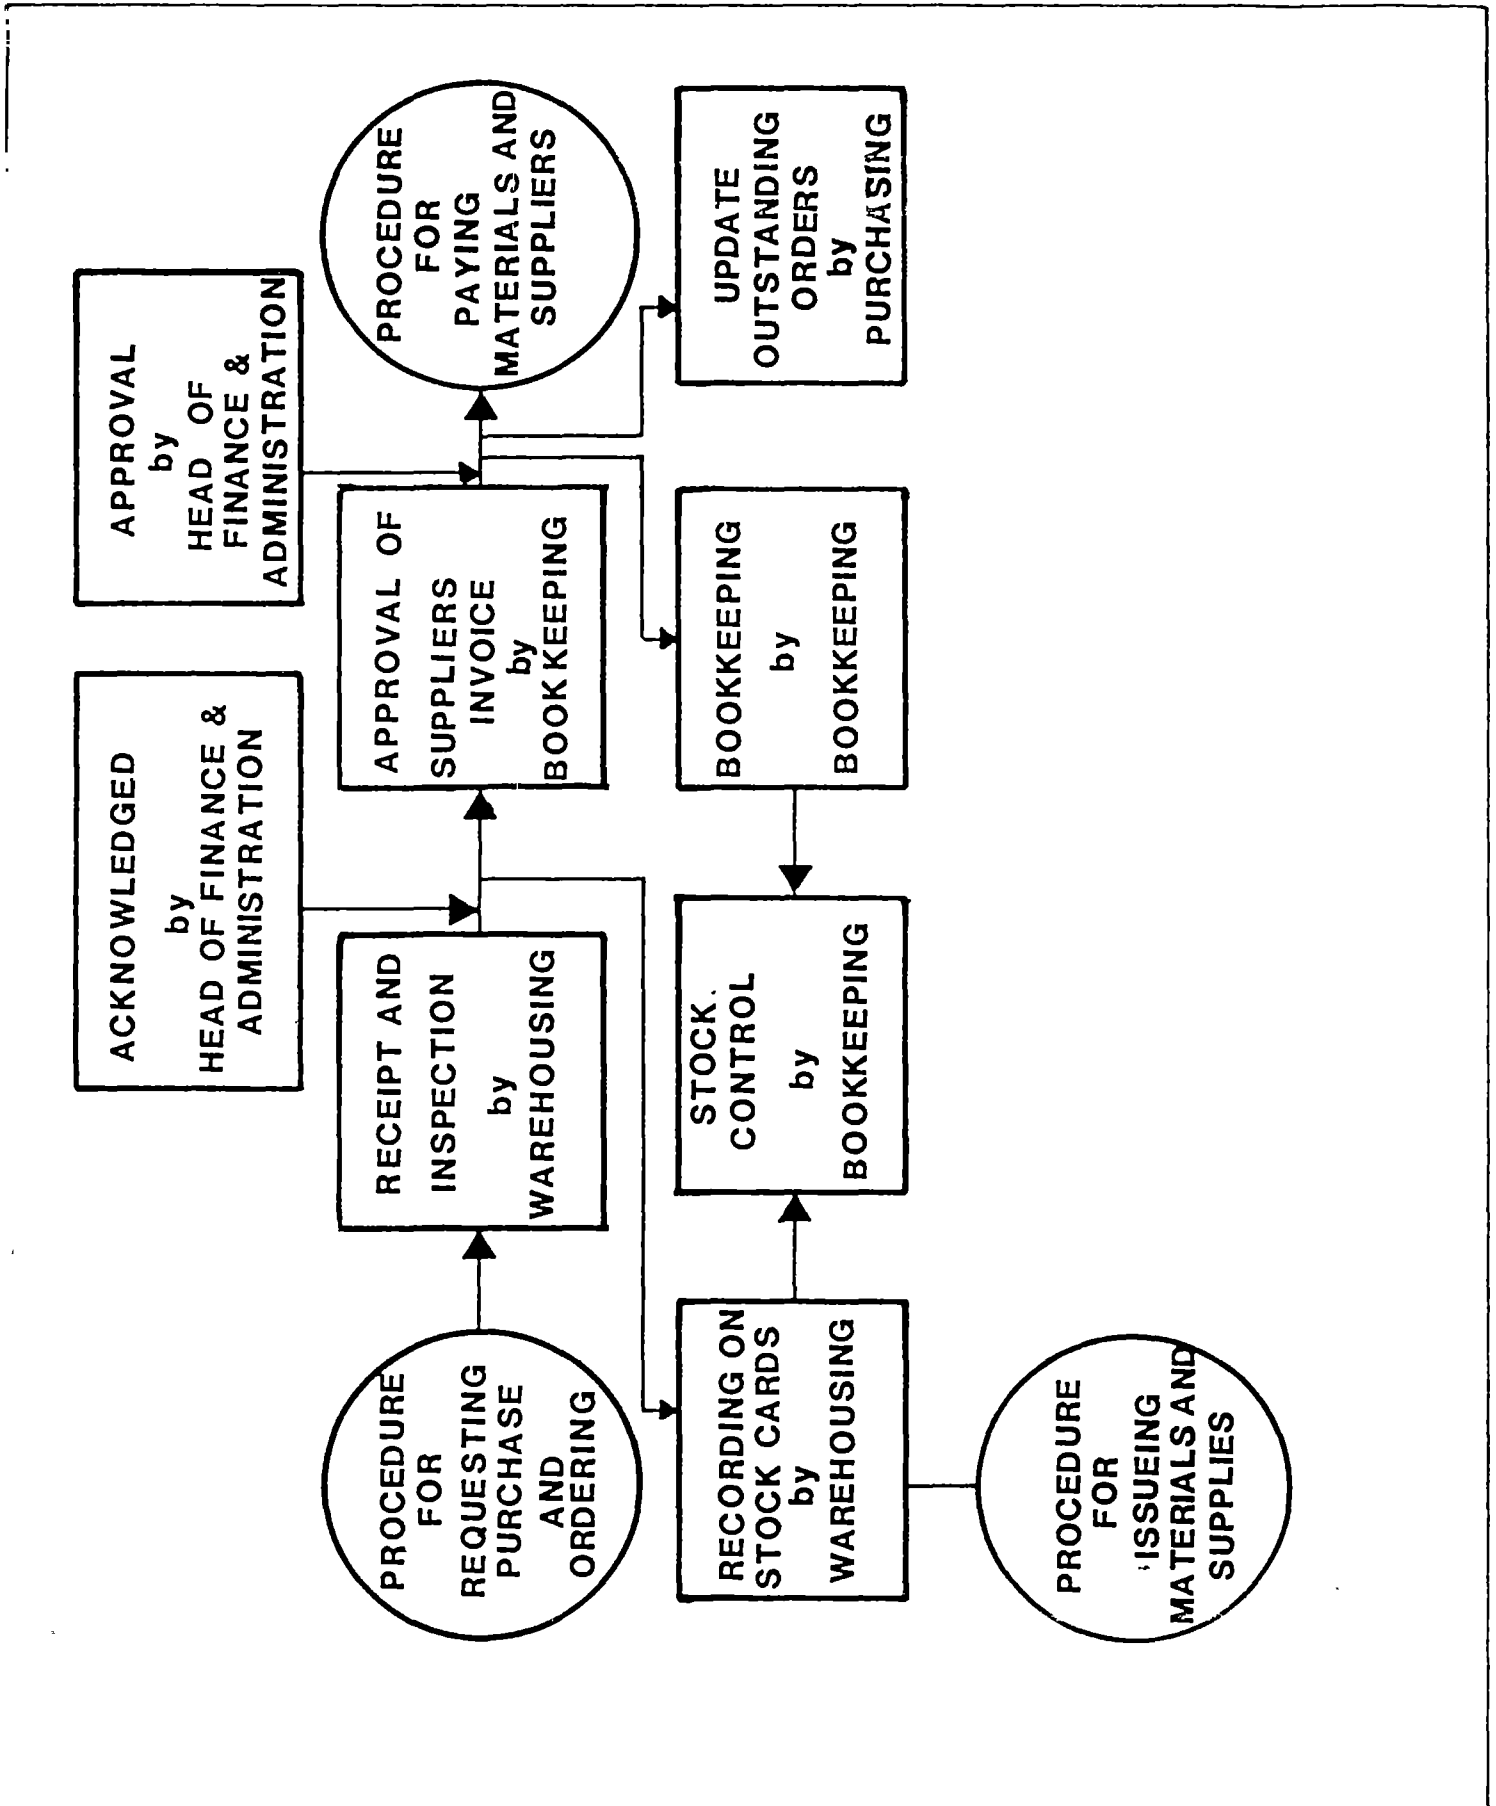 ACKNOWLEDGED
by
HEAD OF FINANCE &
ADMINISTRATION
APPROVAL
by
HEAD OF
FINANCE &
ADMINISTRATION
PROCEDURE
FOR
REQUESTING
PURCHASE
AND
ORDERING
RECEIPT AND
INSPECTION
by
WAREHOUSING
APPROVAL OF
SUPPLIERS
INVOICE
by
BOOKKEEPING
PROCEDURE
FOR
PAYING
MATERIALS AND
SUPPLIERS
RECORDING ON
STOCK CARDS
by
WAREHOUSING
STOCK
CONTROL
by
BOOKKEEPING
BOOKKEEPING
by
BOOKKEEPING
UPDATE
OUTSTANDING
ORDERS
by
PURCHASING
PROCEDURE
FOR
ISSUEING
MATERIALS AND
SUPPLIES